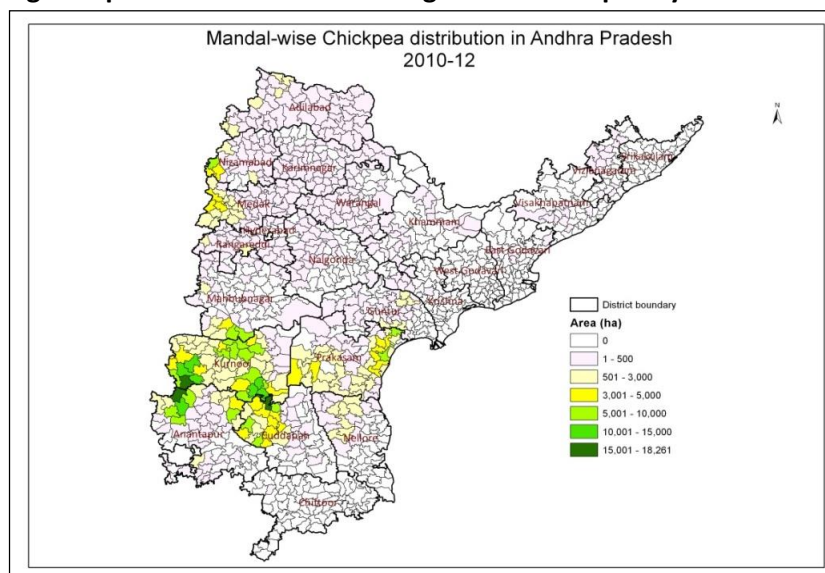 Mandal-wise Chickpea distribution in Andhra Pradesh
2010-12
N
Adilabad
Nizamabad
Karimnagar
Srikakulam
Vizianagaram
Medak
Warangal
Visakhapatnam
Khammam
Hyderabad
Rangareddi
East Godavari
Nalgonda
West Godavari
Mahbubnagar
Guntur
Krishna
Prakasam
Kurnool
Anantapur
Cuddapah
Nellore
Chittoor
District boundary
Area (ha)
0
1 - 500
501 - 3,000
3,001 - 5,000
5,001 - 10,000
10,001 - 15,000
15,001 - 18,261